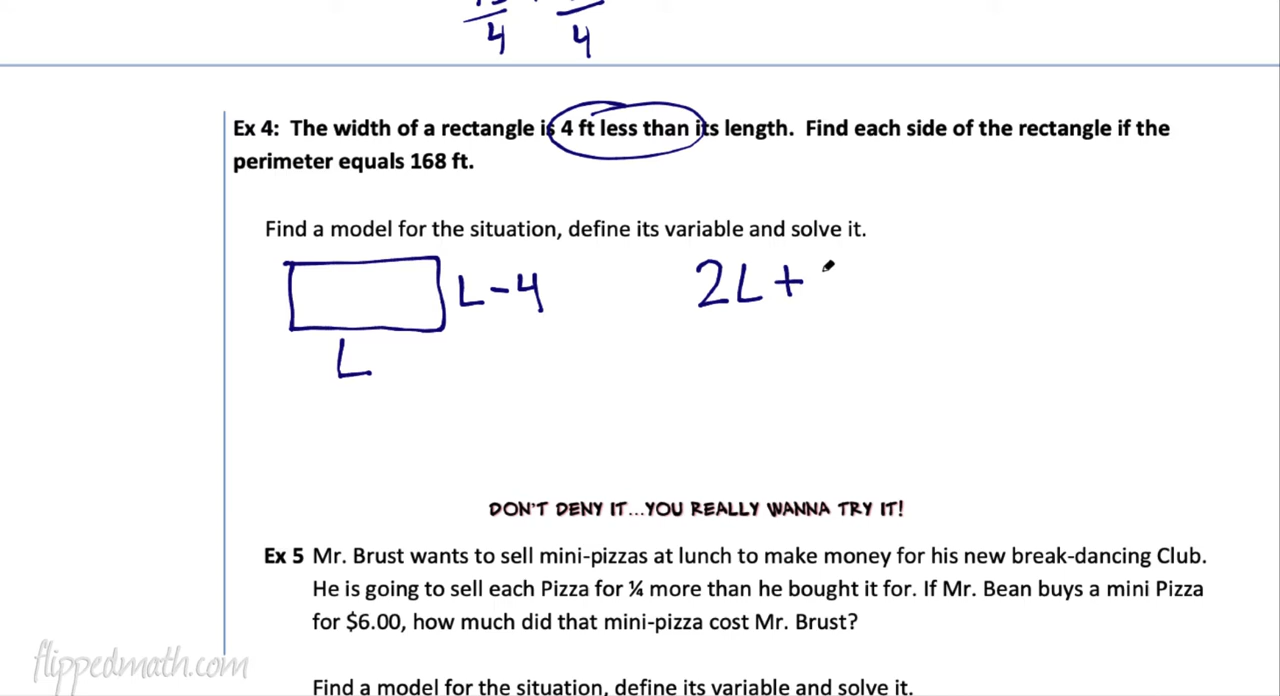 4 4
Ex 4: The width of a rectangle is 4 ft less than its length. Find each side of the rectangle if the
perimeter equals 168 ft.
Find a model for the situation, define its variable and solve it.
L-4
2L+
L
DON'T DENY IT...YOU REALLY WANNA TRY IT!
Ex 5 Mr. Brust wants to sell mini-pizzas at lunch to make money for his new break-dancing Club.
He is going to sell each Pizza for ¼ more than he bought it for. If Mr. Bean buys a mini Pizza
for $6.00, how much did that mini-pizza cost Mr. Brust?
flippedmath.com
Find a model for the situation, define its variable and solve it.